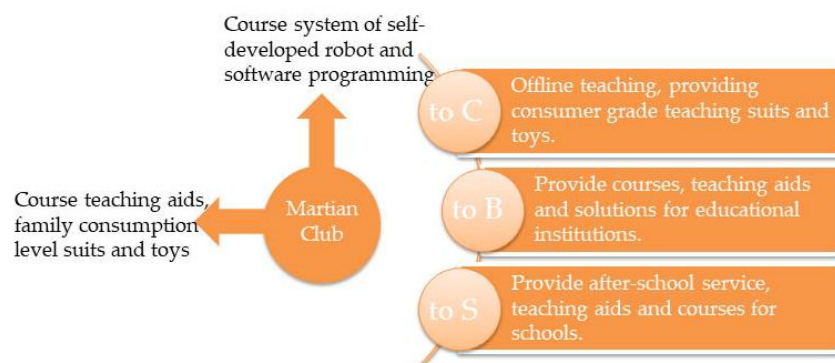 Course system of self-
developed robot and
software programming
Course teaching aids,
family consumption
level suits and toys
Martian
Club
to C
Offline teaching, providing
consumer grade teaching suits and
toys.
to B
Provide courses, teaching aids
and solutions for educational
institutions.
to S
Provide after-school service,
teaching aids and courses for
schools.